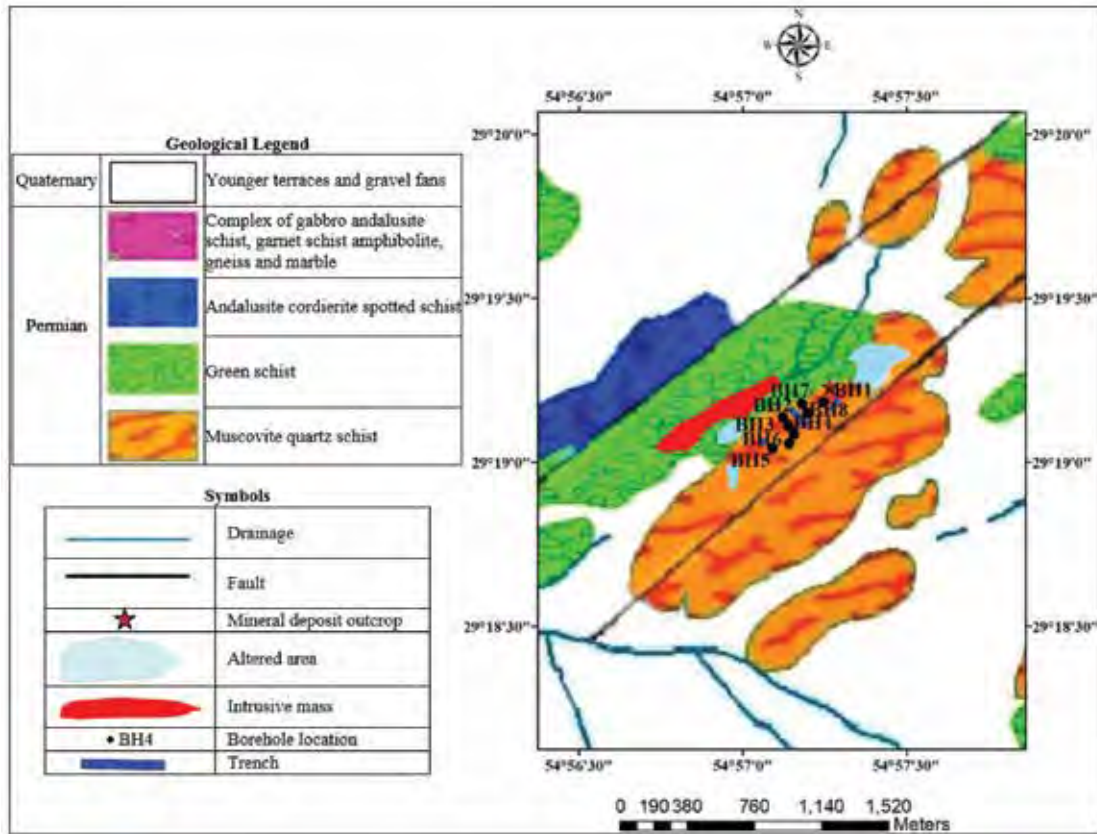 N
W E
S
54°56'30" 54°57'0" 54°57'30"
29°20'0" 29°20'0"
Geological Legend
Quaternary
Younger terraces and gravel fans
Permian
Complex of gabbro andalusite
schist, garnet schist amphibolite,
gneiss and marble
Andalusite cordierite spotted schist
Green schist
Muscovite quartz schist
29°19'30" 29°19'30"
BH7 BH1
BH2 BH8
BH3 BH4
BH6
BH5
29°19'0" 29°19'0"
Symbols
Drainage
Fault
Mineral deposit outcrop
Altered area
Intrusive mass
• BH4 Borehole location
Trench
29°18'30" 29°18'30"
54°56'30" 54°57'0" 54°57'30"
0 190 380 760 1,140 1,520
Meters